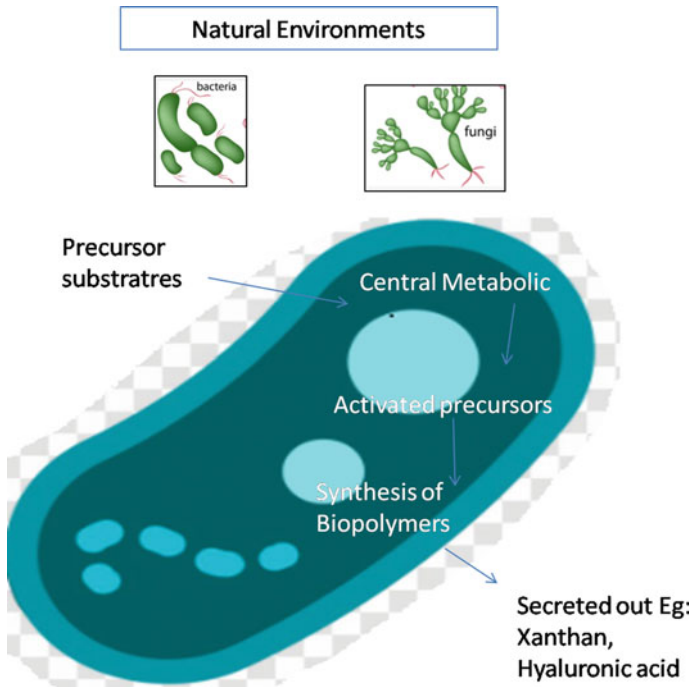 Natural Environments
bacteria
fungi
Precursor
substratres
Central Metabolic
Activated precursors
Synthesis of
Biopolymers
Secreted out Eg:
Xanthan,
Hyaluronic acid